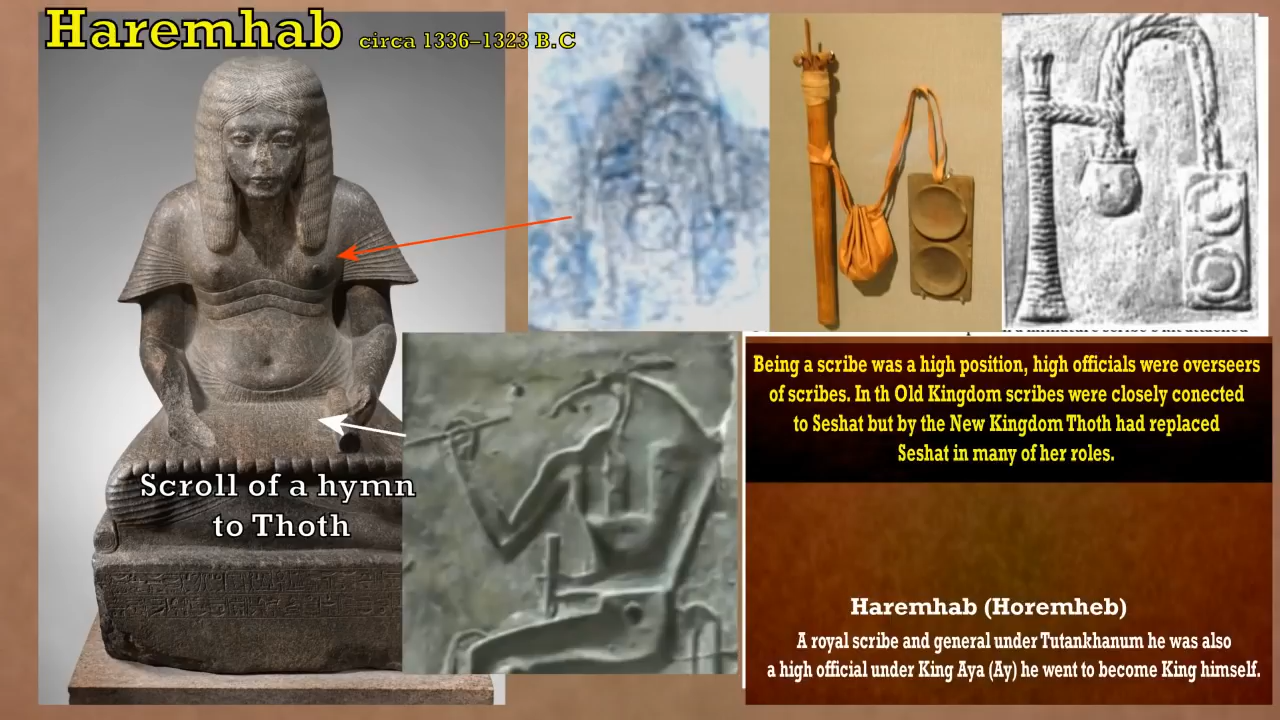 Haremhab circa 1336–1323 B.C
Scroll of a hymn
to Thoth
Being a scribe was a high position, high officials were overseers
of scribes. In th Old Kingdom scribes were closely conected
to Seshat but by the New Kingdom Thoth had replaced
Seshat in many of her roles.
Haremhab (Horemheb)
A royal scribe and general under Tutankhanum he was also
a high official under King Aya (Ay) he went to become King himself.